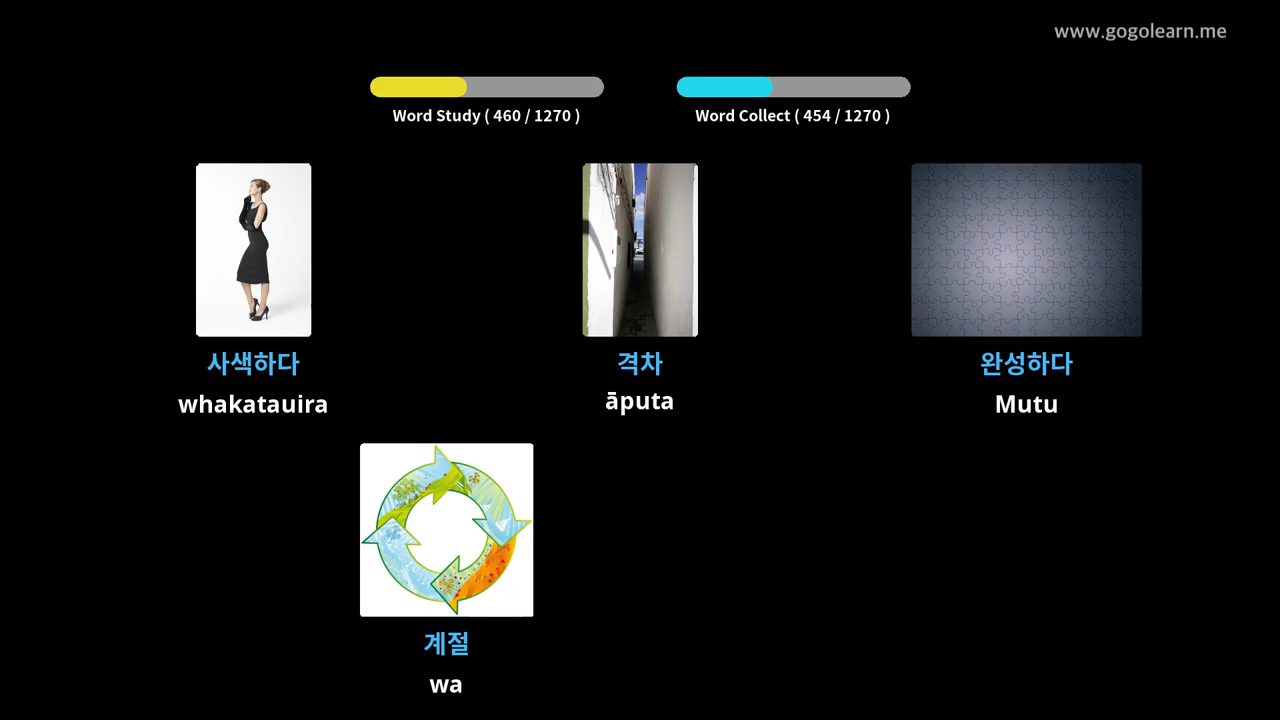 www.gogolearn.me
Word Study ( 460 / 1270 )
Word Collect ( 454 / 1270 )
사색하다
whakatauira
격차
āputa
완성하다
Mutu
계절
wa